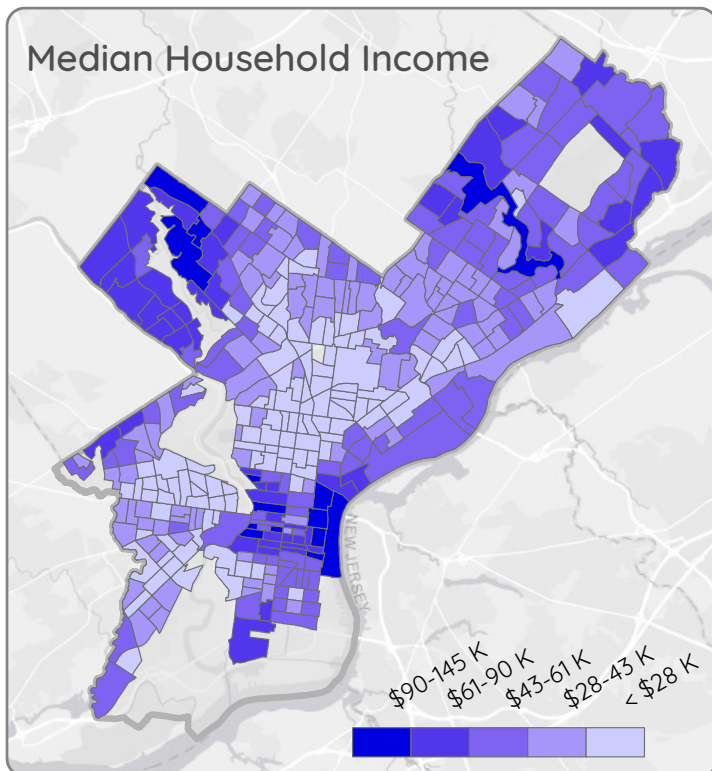 Median Household Income
NEW JERSEY
$90-145 K
$61-90 K
$43-61 K
$28-43 K
< $28 K